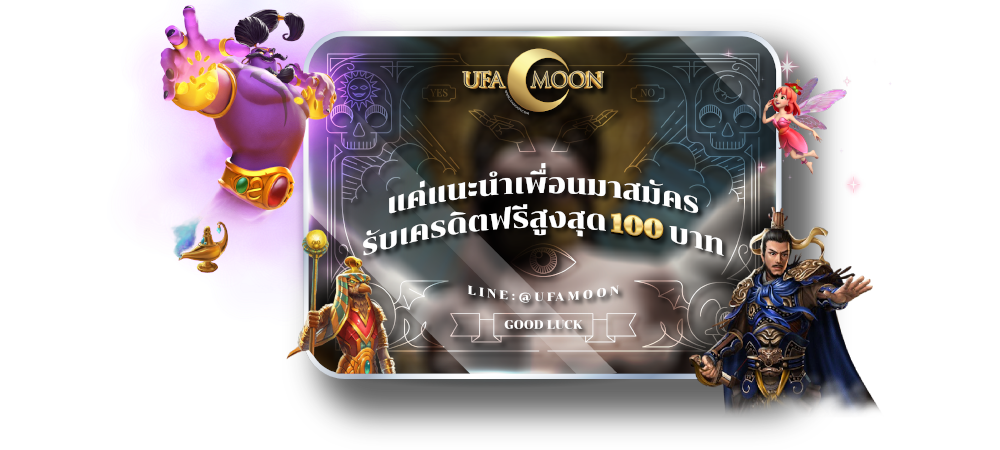 UFA MOON
YES
NO
แค่แนะนำเพื่อนมาสมัคร
รับเครดิตฟรีสูงสุด 100 บาท
LINE:@UFAMOON
GOOD LUCK